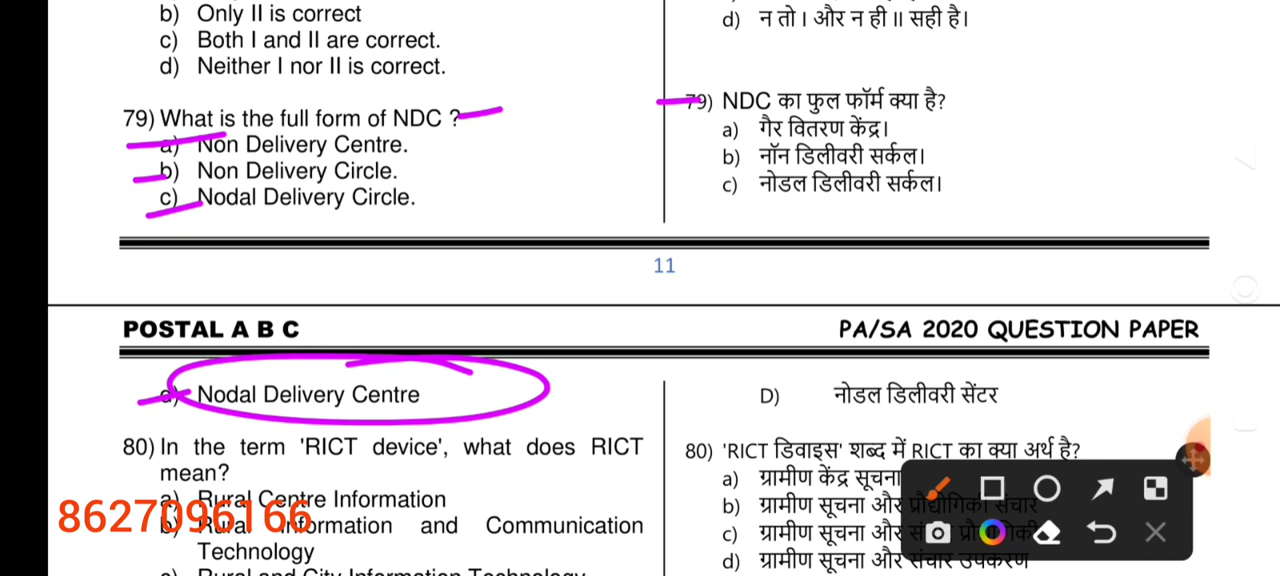 b) Only II is correct
c) Both I and II are correct.
d) Neither I nor II is correct.
79) What is the full form of NDC ?
a) Non Delivery Centre.
b) Non Delivery Circle.
c) Nodal Delivery Circle.
d) न तो I और न ही II सही है।
79) NDC का फुल फॉर्म क्या है?
a) गैर वितरण केंद्र।
b) नॉन डिलीवरी सर्कल।
c) नोडल डिलीवरी सर्कल।
11
POSTAL A B C
PA/SA 2020 QUESTION PAPER
d) Nodal Delivery Centre
80) In the term 'RICT device', what does RICT
mean?
a) Rural Centre Information
b) Rural Information and Communication
Technology
8627096166
D) नोडल डिलीवरी सेंटर
80) 'RICT डिवाइस' शब्द में RICT का क्या अर्थ है?
a) ग्रामीण केंद्र सूचना
b) ग्रामीण सूचना और प्रौद्योगिकी संचार
c) ग्रामीण सूचना और
d) ग्रामीण सूचना और संचार उपकरण